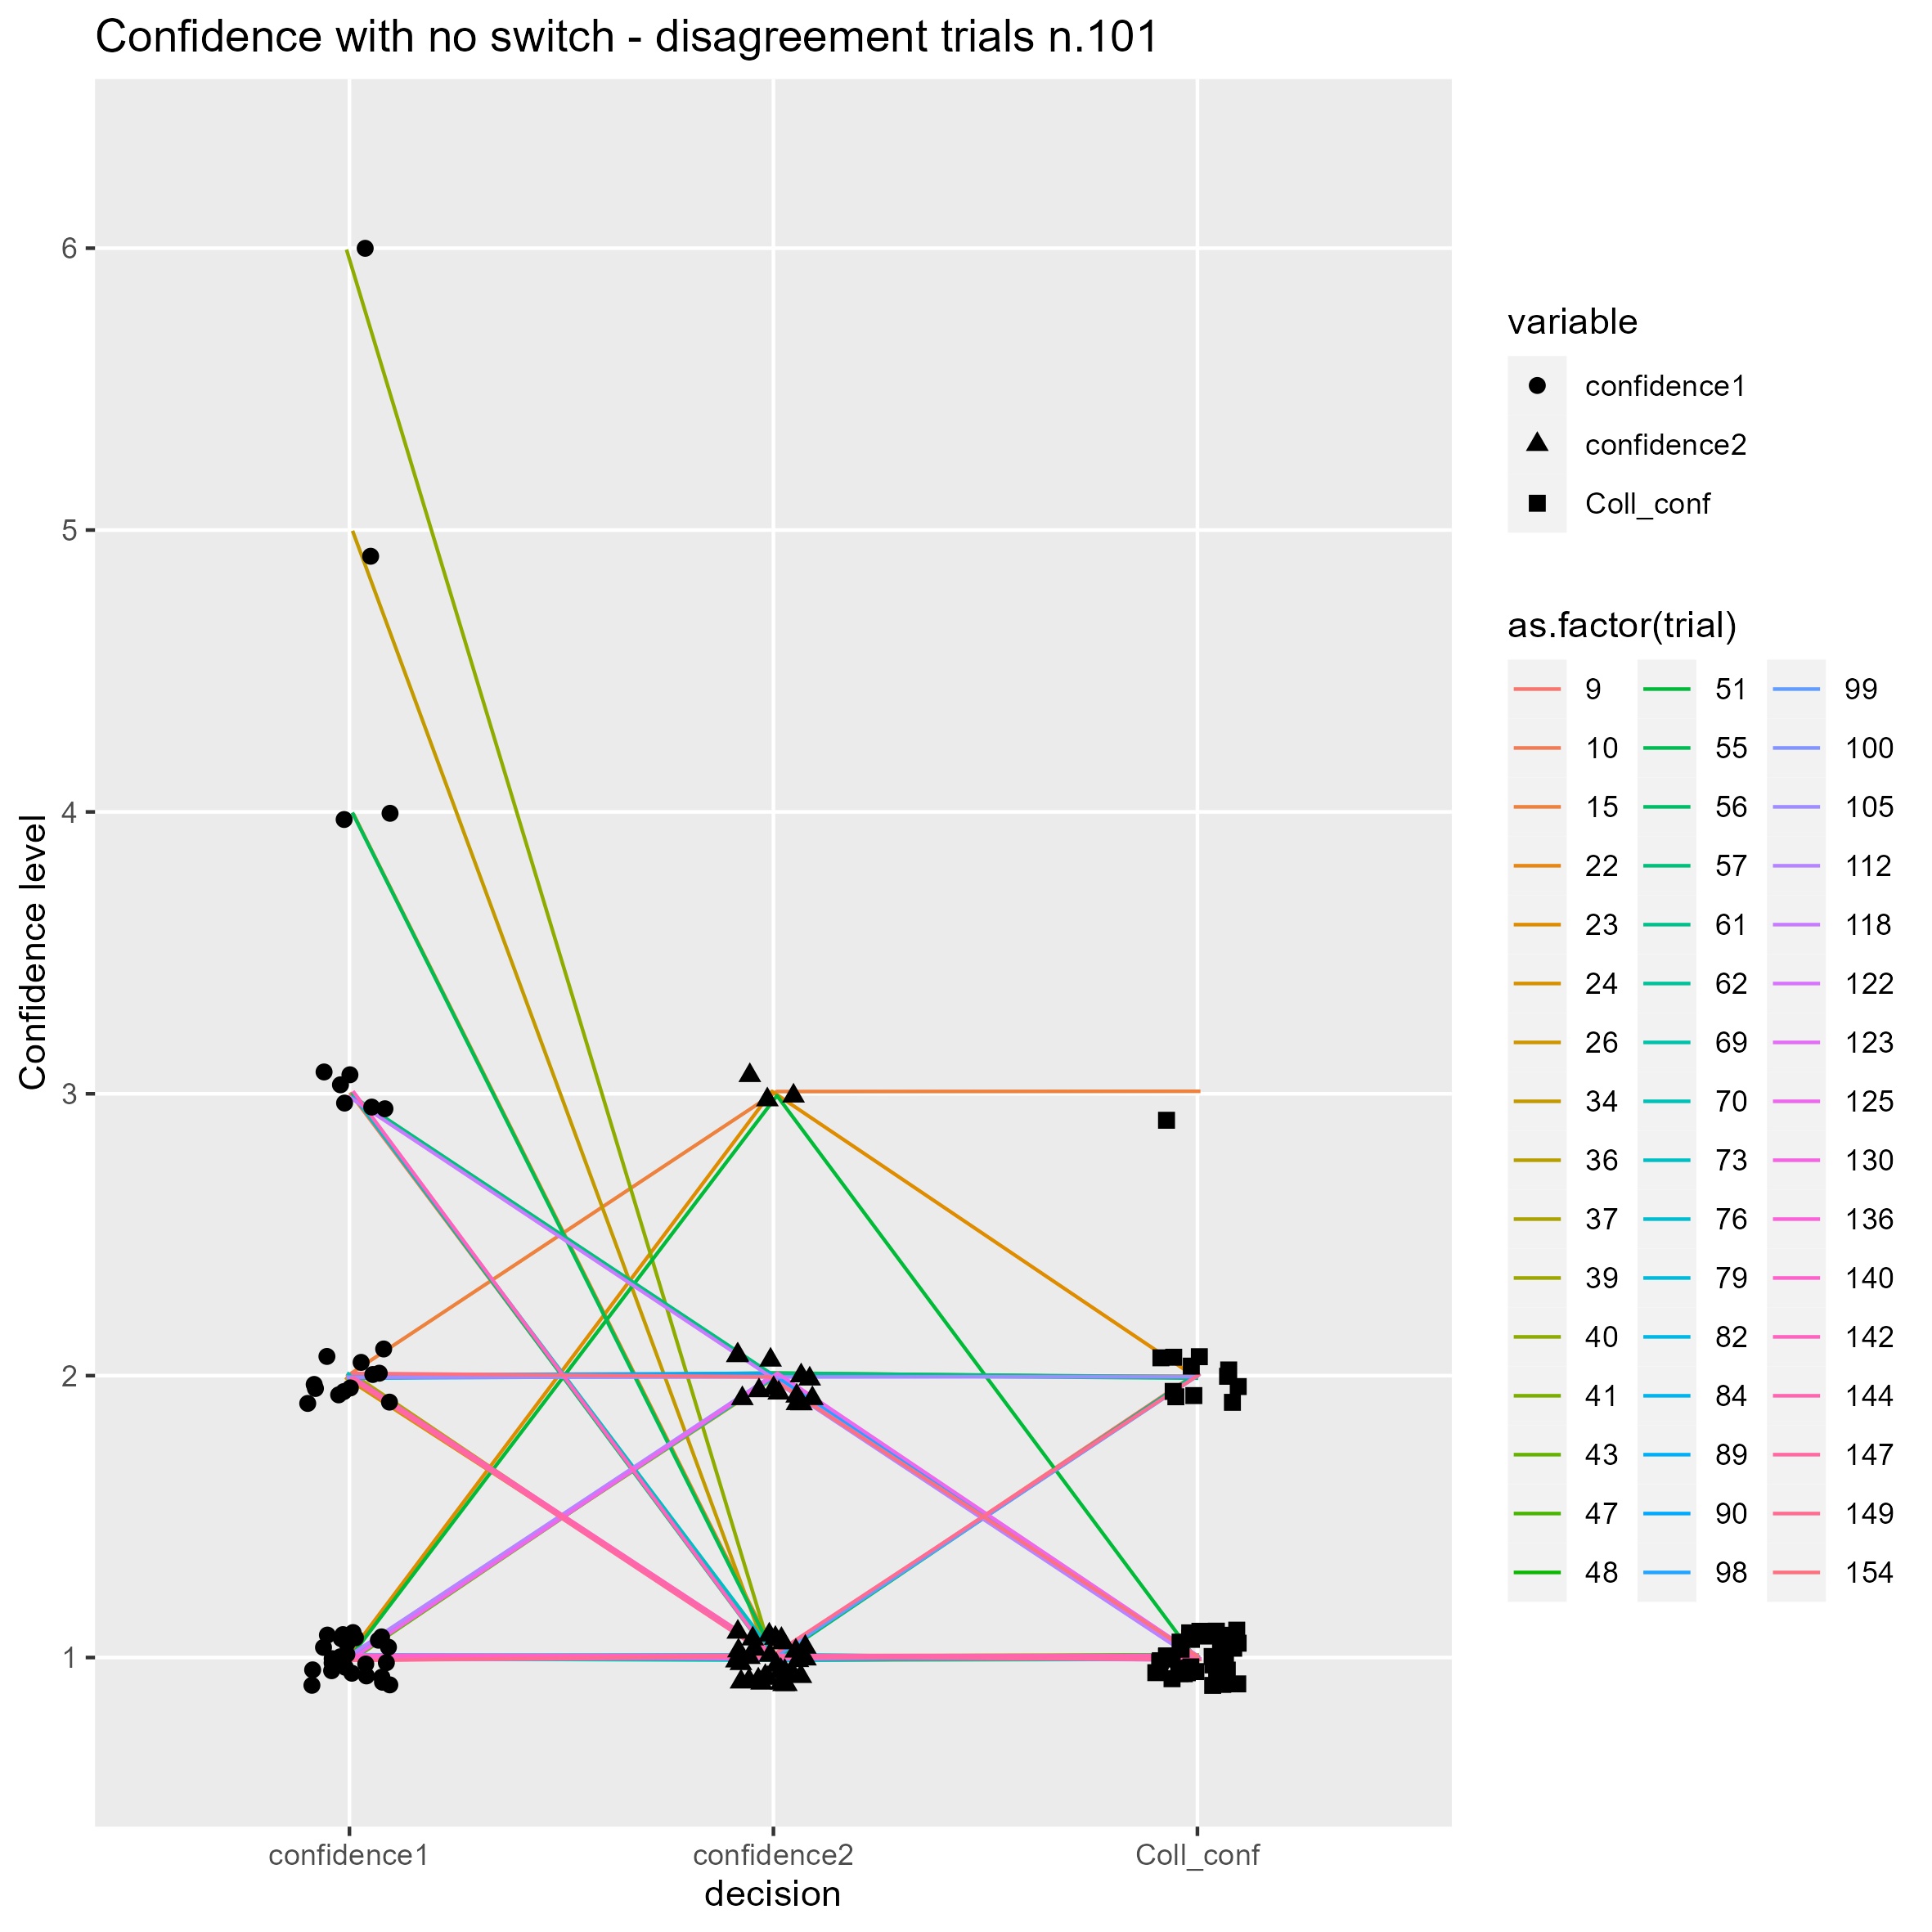 Confidence with no switch - disagreement trials n.101
Confidence level
6
5
4
3
2
1
confidence1
confidence2
Coll_conf
decision
variable
confidence1
confidence2
Coll_conf
as.factor(trial)
9 51 99
10 55 100
15 56 105
22 57 112
23 61 118
24 62 122
26 69 123
34 70 125
36 73 130
37 76 136
39 79 140
40 82 142
41 84 144
43 89 147
47 90 149
48 98 154